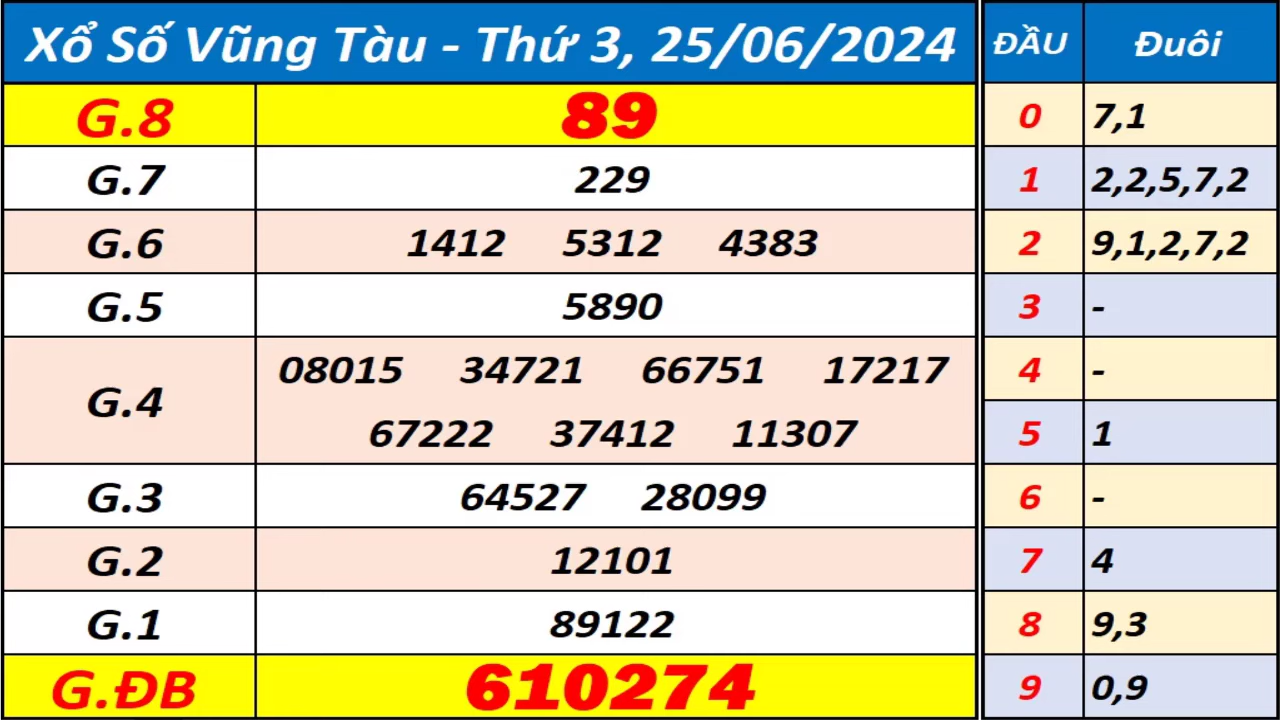 Xổ Số Vũng Tàu - Thứ 3, 25/06/2024
G.8 89
G.7 229
G.6 1412 5312 4383
G.5 5890
G.4 08015 34721 66751 17217
67222 37412 11307
G.3 64527 28099
G.2 12101
G.1 89122
G.ĐB 610274
ĐẦU Đuôi
0 7,1
1 2,2,5,7,2
2 9,1,2,7,2
3 -
4 -
5 1
6 -
7 4
8 9,3
9 0,9